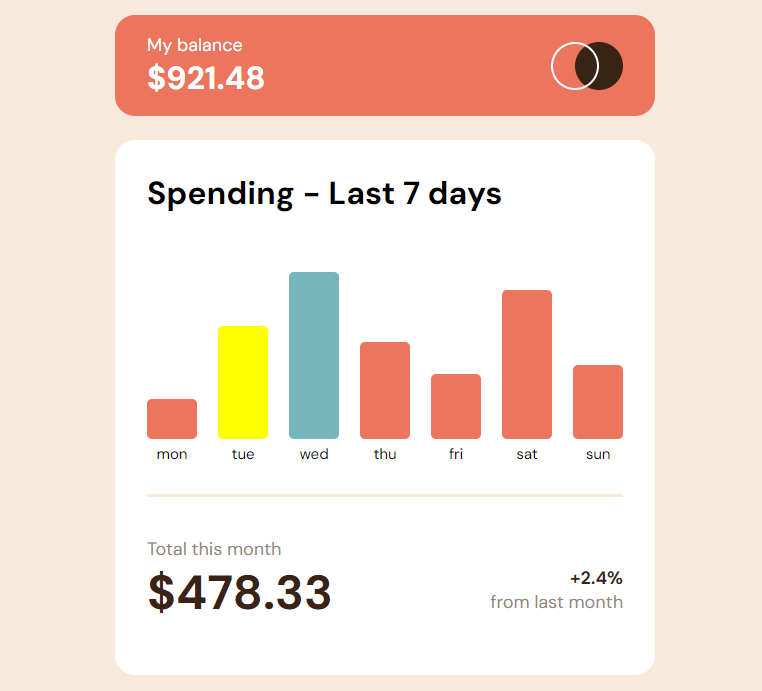 My balance
$921.48
Spending - Last 7 days
mon tue wed thu fri sat sun
Total this month
$478.33
+2.4%
from last month